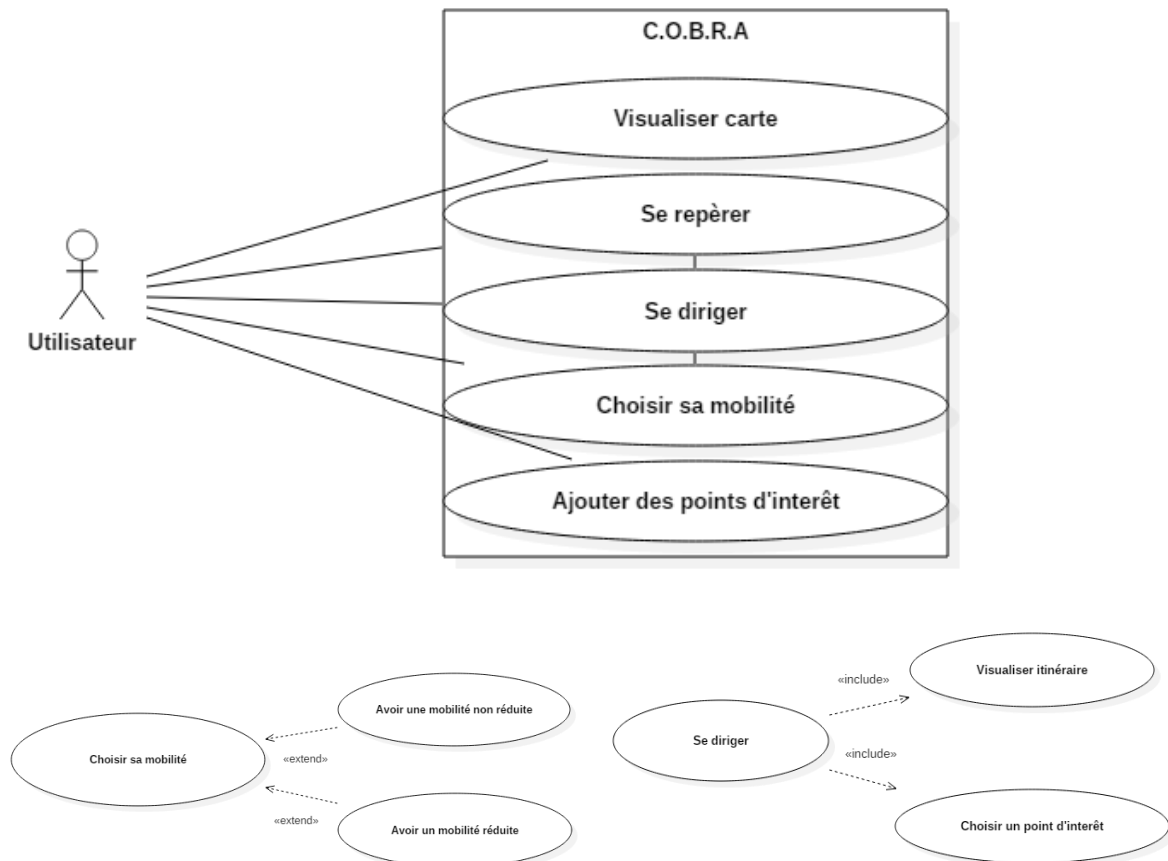 C.O.B.R.A
Visualiser carte
Se repèrer
Se diriger
Utilisateur
Choisir sa mobilité
Ajouter des points d'interêt
Avoir une mobilité non réduite
Choisir sa mobilité
«extend»
«extend»
Avoir un mobilité réduite
Visualiser itinéraire
«include»
Se diriger
«include»
Choisir un point d'interêt